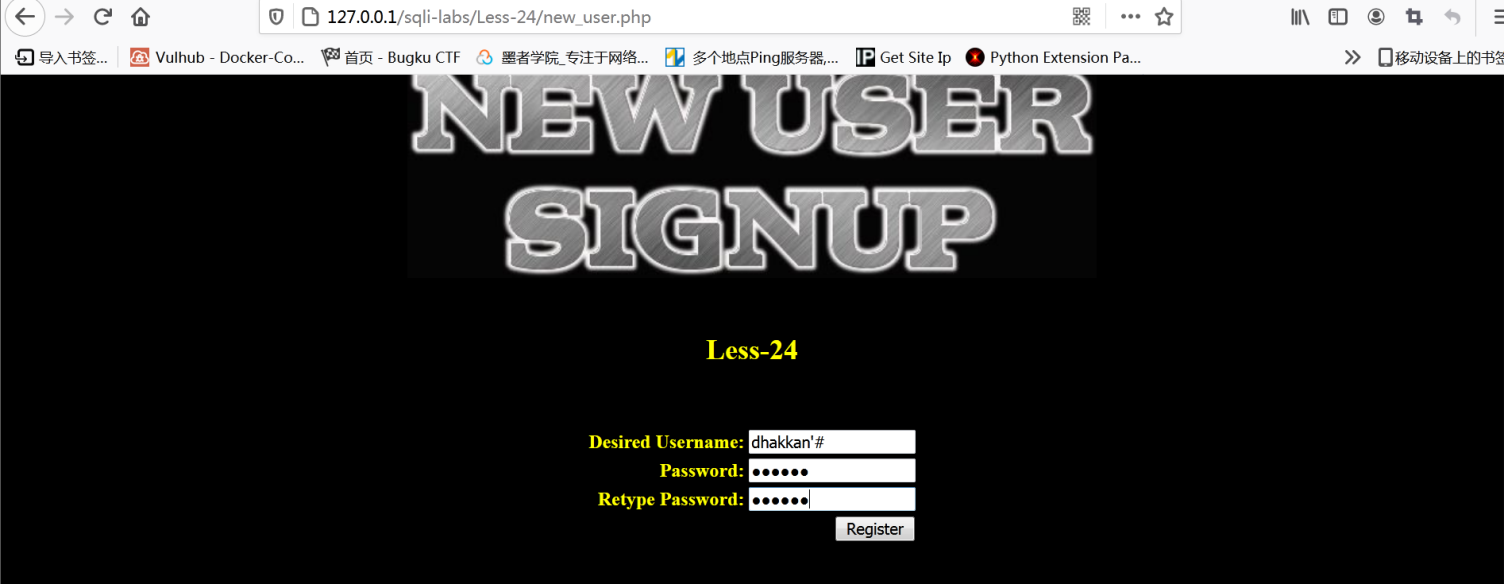 127.0.0.1/sqli-labs/Less-24/new_user.php
导入书签... Vulhub - Docker-Co... 首页 - Bugku CTF 墨者学院_专注于网络... 多个地点Ping服务器,... Get Site Ip Python Extension Pa... 移动设备上的书签
NEW USER
SIGNUP
Less-24
Desired Username: dhakkan'#
Password: ●●●●●●
Retype Password: ●●●●●●
Register